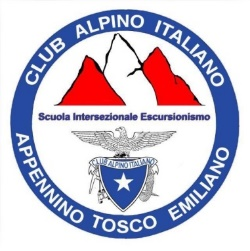 CLUB ALPINO ITALIANO
Scuola Intersezionale Escursionismo
CLUB ALPINO ITALIANO
APPENNINO TOSCO EMILIANO